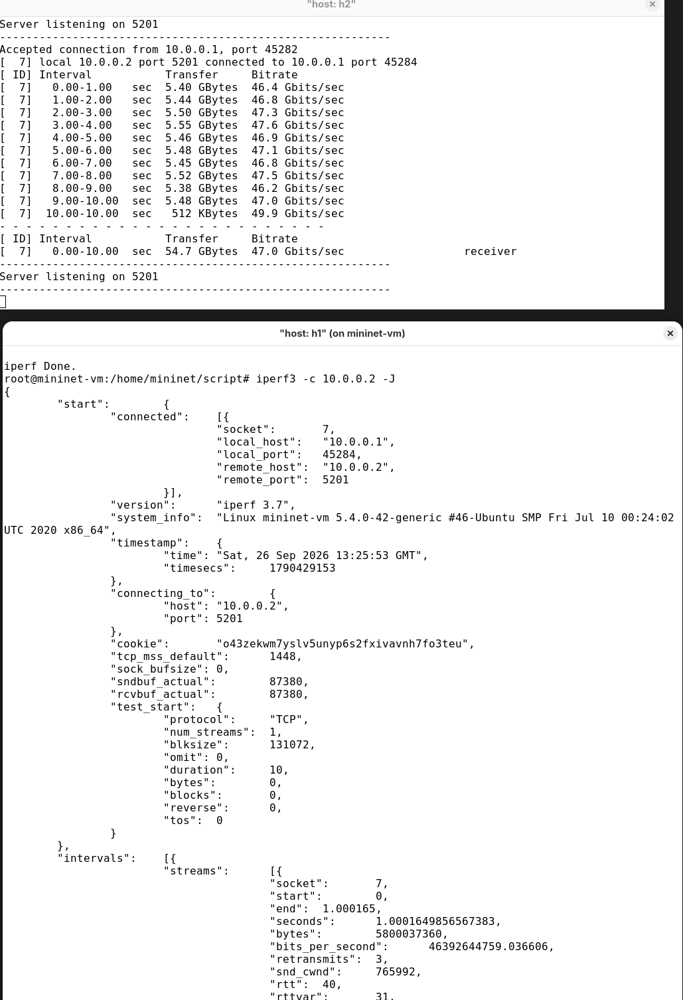 "host: h2"
Server listening on 5201
-----------------------------------------------------------
Accepted connection from 10.0.0.1, port 45282
[  7] local 10.0.0.2 port 5201 connected to 10.0.0.1 port 45284
[ ID] Interval           Transfer     Bitrate
[  7]   0.00-1.00   sec  5.40 GBytes  46.4 Gbits/sec
[  7]   1.00-2.00   sec  5.44 GBytes  46.8 Gbits/sec
[  7]   2.00-3.00   sec  5.50 GBytes  47.3 Gbits/sec
[  7]   3.00-4.00   sec  5.55 GBytes  47.6 Gbits/sec
[  7]   4.00-5.00   sec  5.46 GBytes  46.9 Gbits/sec
[  7]   5.00-6.00   sec  5.48 GBytes  47.1 Gbits/sec
[  7]   6.00-7.00   sec  5.45 GBytes  46.8 Gbits/sec
[  7]   7.00-8.00   sec  5.52 GBytes  47.5 Gbits/sec
[  7]   8.00-9.00   sec  5.38 GBytes  46.2 Gbits/sec
[  7]   9.00-10.00  sec  5.48 GBytes  47.0 Gbits/sec
[  7]  10.00-10.00  sec   512 KBytes  49.9 Gbits/sec
- - - - - - - - - - - - - - - - - - - - - - - - -
[ ID] Interval           Transfer     Bitrate
[  7]   0.00-10.00  sec  54.7 GBytes  47.0 Gbits/sec                  receiver
-----------------------------------------------------------
Server listening on 5201
-----------------------------------------------------------
"host: h1" (on mininet-vm)
iperf Done.
root@mininet-vm:/home/mininet/script# iperf3 -c 10.0.0.2 -J
{
        "start":        {
                "connected":    [{
                                "socket":       7,
                                "local_host":   "10.0.0.1",
                                "local_port":   45284,
                                "remote_host":  "10.0.0.2",
                                "remote_port":  5201
                        }],
                "version":      "iperf 3.7",
                "system_info":  "Linux mininet-vm 5.4.0-42-generic #46-Ubuntu SMP Fri Jul 10 00:24:02
UTC 2020 x86_64",
                "timestamp":    {
                        "time": "Sat, 26 Sep 2026 13:25:53 GMT",
                        "timesecs":     1790429153
                },
                "connecting_to":        {
                        "host": "10.0.0.2",
                        "port": 5201
                },
                "cookie":       "o43zekwm7yslv5unyp6s2fxivavnh7fo3teu",
                "tcp_mss_default":      1448,
                "sock_bufsize": 0,
                "sndbuf_actual":        87380,
                "rcvbuf_actual":        87380,
                "test_start":   {
                        "protocol":     "TCP",
                        "num_streams":  1,
                        "blksize":      131072,
                        "omit": 0,
                        "duration":     10,
                        "bytes":        0,
                        "blocks":       0,
                        "reverse":      0,
                        "tos":  0
                }
        },
        "intervals":    [{
                        "streams":      [{
                                        "socket":       7,
                                        "start":        0,
                                        "end":  1.000165,
                                        "seconds":      1.0001649856567383,
                                        "bytes":        5800037360,
                                        "bits_per_second":      46392644759.036606,
                                        "retransmits":  3,
                                        "snd_cwnd":     765992,
                                        "rtt":  40,
                                        "rttvar":       31,